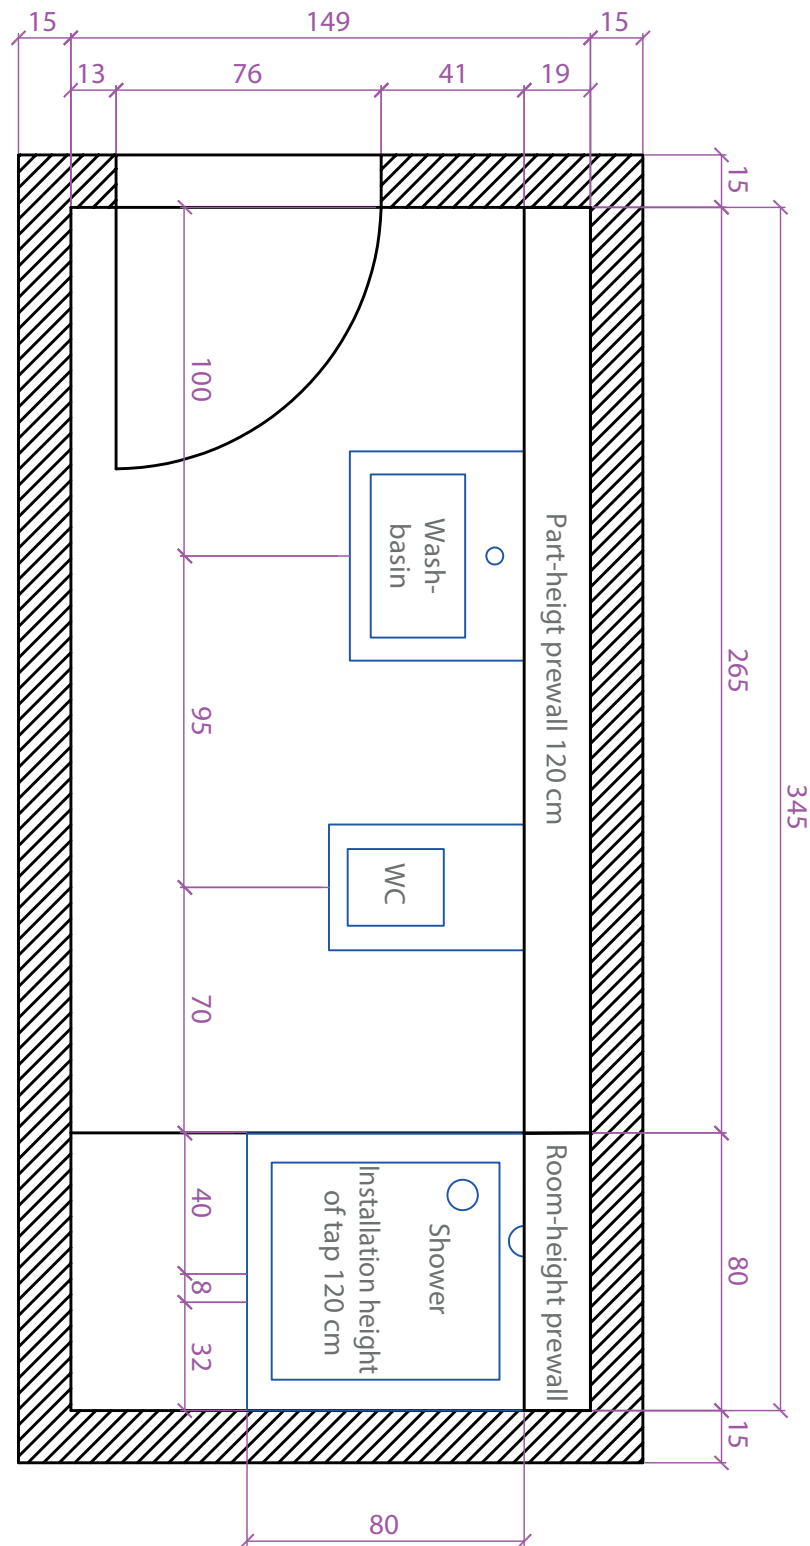 15
149
15
13
76
41
19
15
345
265
100
Wash-
basin
Part-heigt prewall 120 cm
95
WC
70
Room-height prewall
80
40
8
32
Shower
Installation height
of tap 120 cm
15
80